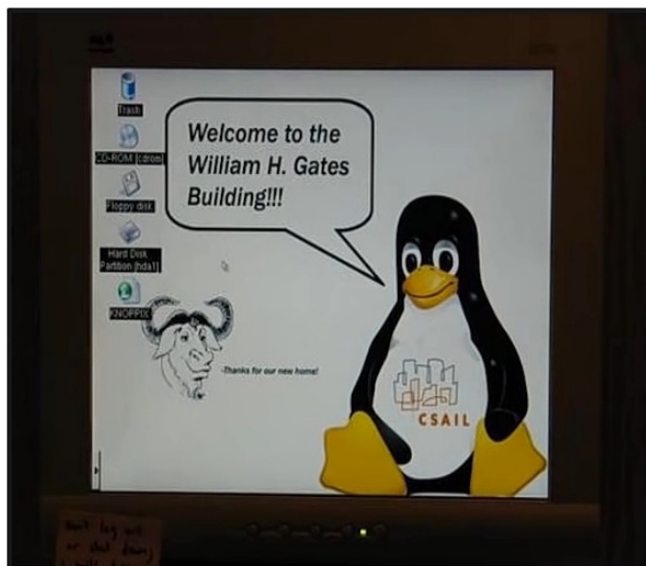 Trash
CD-ROM [cdrom]
Floppy disk
Hard Disk
Partition [hda1]
KNOPPIX
Welcome to the
William H. Gates
Building!!!
-Thanks for our new home!
CSAIL